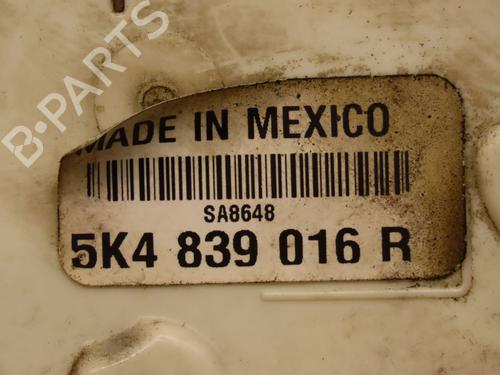 B-PARTS
MADE IN MEXICO
SA8648
5K4 839 016 R